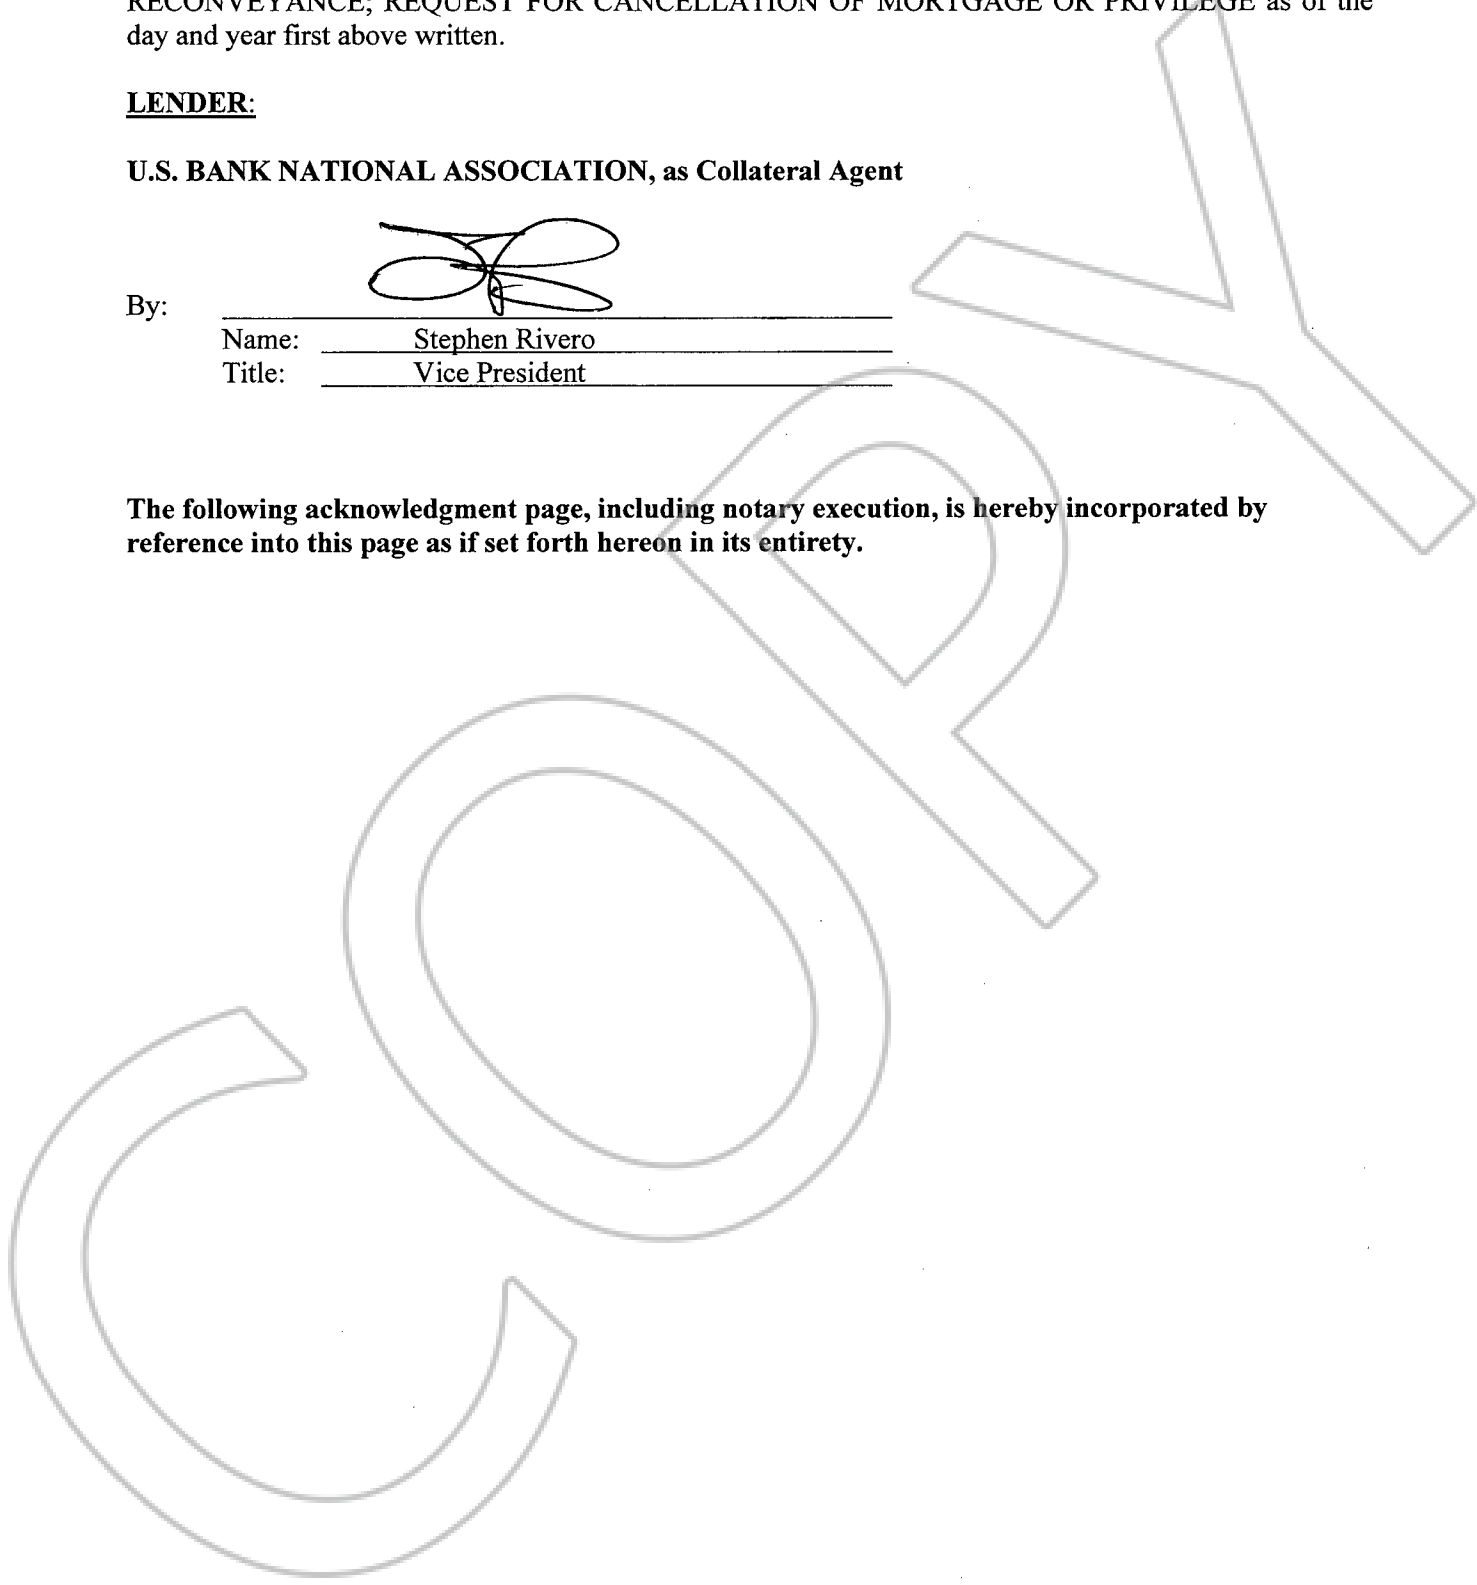 RECONVEYANCE; REQUEST FOR CANCELLATION OF MORTGAGE OR PRIVILEGE as of the
day and year first above written.
LENDER:
U.S. BANK NATIONAL ASSOCIATION, as Collateral Agent
By:
Name: Stephen Rivero
Title: Vice President
The following acknowledgment page, including notary execution, is hereby incorporated by
reference into this page as if set forth hereon in its entirety.
COPY